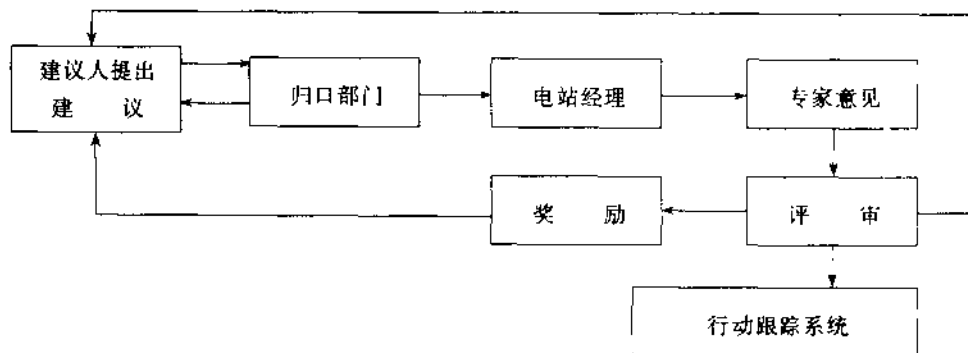 建议人提出
建 议
归口部门
电站经理
专家意见
奖 励
评 审
行动跟踪系统